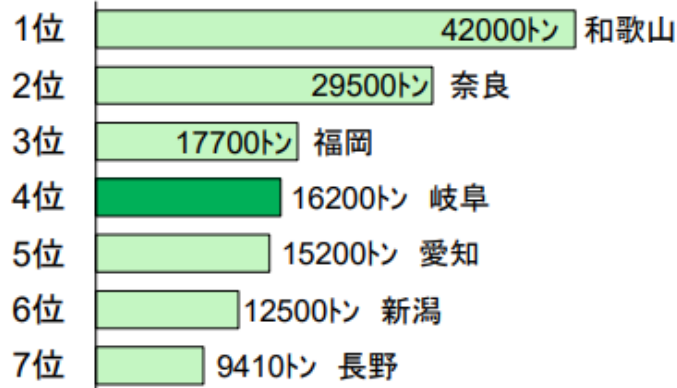 1位 42000トン 和歌山
2位 29500トン 奈良
3位 17700トン 福岡
4位 16200トン 岐阜
5位 15200トン 愛知
6位 12500トン 新潟
7位 9410トン 長野